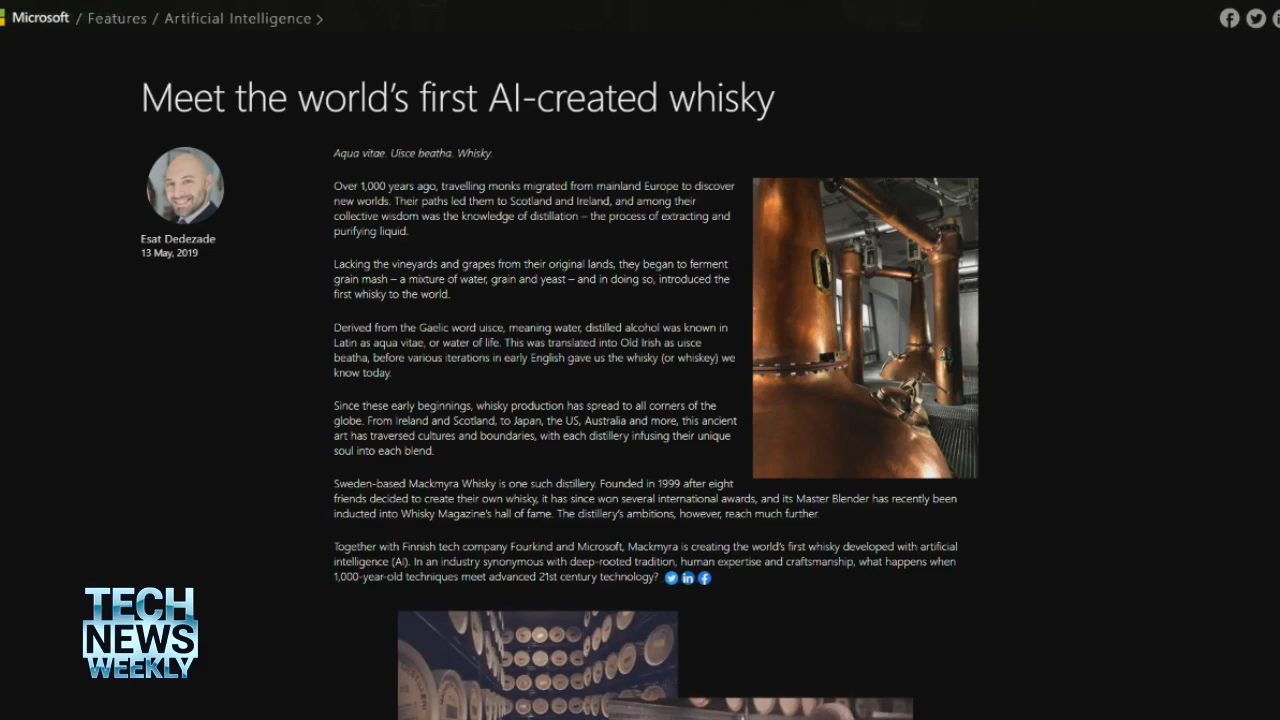 Microsoft / Features / Artificial Intelligence >
Meet the world's first AI-created whisky
Esat Dedezade
13 May, 2019
Aqua vitae. Uisce beatha. Whisky.
Over 1,000 years ago, travelling monks migrated from mainland Europe to discover
new worlds. Their paths led them to Scotland and Ireland, and among their
collective wisdom was the knowledge of distillation – the process of extracting and
purifying liquid.
Lacking the vineyards and grapes from their original lands, they began to ferment
grain mash – a mixture of water, grain and yeast – and in doing so, introduced the
first whisky to the world.
Derived from the Gaelic word uisce, meaning water, distilled alcohol was known in
Latin as aqua vitae, or water of life. This was translated into Old Irish as uisce
beatha, before various iterations in early English gave us the whisky (or whiskey) we
know today.
Since these early beginnings, whisky production has spread to all corners of the
globe. From Ireland and Scotland, to Japan, the US, Australia and more, this ancient
art has traversed cultures and boundaries, with each distillery infusing their unique
soul into each blend.
Sweden-based Mackmyra Whisky is one such distillery. Founded in 1999 after eight
friends decided to create their own whisky, it has since won several international awards, and its Master Blender has recently been
inducted into Whisky Magazine's hall of fame. The distillery's ambitions, however, reach much further.
Together with Finnish tech company Fourkind and Microsoft, Mackmyra is creating the world's first whisky developed with artificial
intelligence (AI). In an industry synonymous with deep-rooted tradition, human expertise and craftsmanship, what happens when
1,000-year-old techniques meet advanced 21st century technology?
TECH
NEWS
WEEKLY